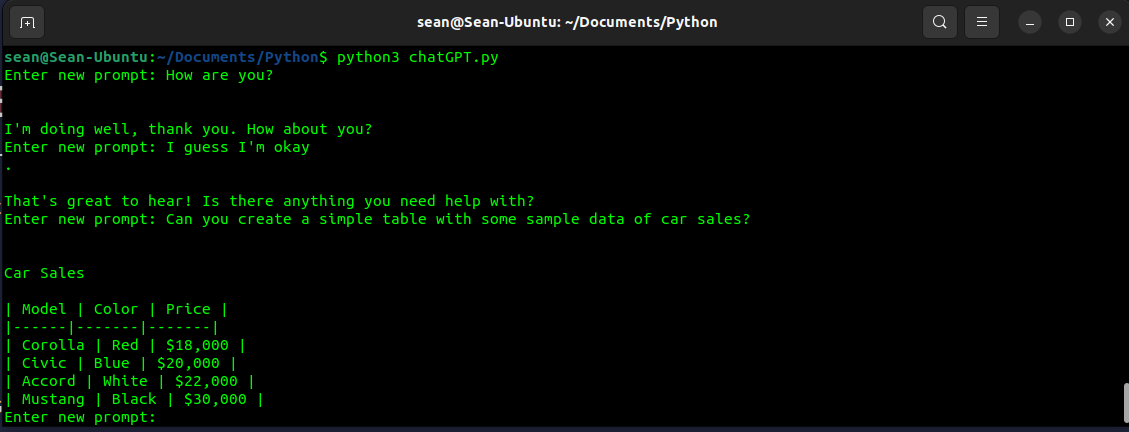 sean@Sean-Ubuntu: ~/Documents/Python
sean@Sean-Ubuntu:~/Documents/Python$ python3 chatGPT.py
Enter new prompt: How are you?
I'm doing well, thank you. How about you?
Enter new prompt: I guess I'm okay
.
That's great to hear! Is there anything you need help with?
Enter new prompt: Can you create a simple table with some sample data of car sales?
Car Sales
| Model | Color | Price |
|------|-------|-------|
| Corolla | Red | $18,000 |
| Civic | Blue | $20,000 |
| Accord | White | $22,000 |
| Mustang | Black | $30,000 |
Enter new prompt: